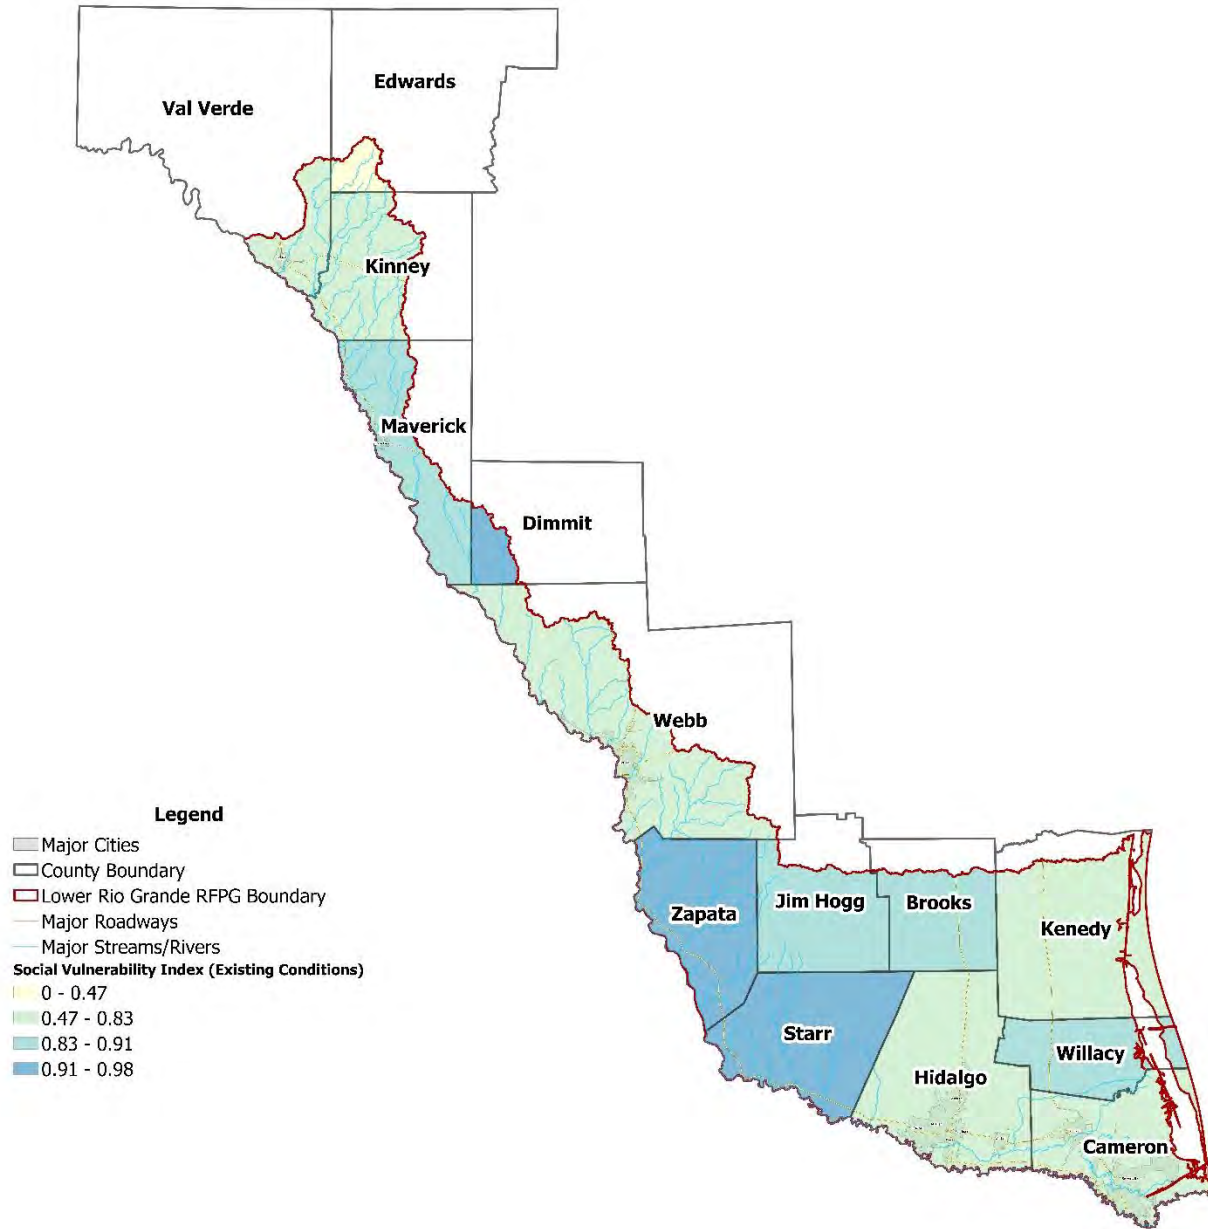 Edwards
Val Verde
Kinney
Maverick
Dimmit
Webb
Legend
Major Cities
County Boundary
Lower Rio Grande RFPG Boundary
Major Roadways
Major Streams/Rivers
Social Vulnerability Index (Existing Conditions)
0 - 0.47
0.47 - 0.83
0.83 - 0.91
0.91 - 0.98
Zapata
Jim Hogg
Brooks
Kenedy
Starr
Willacy
Hidalgo
Cameron